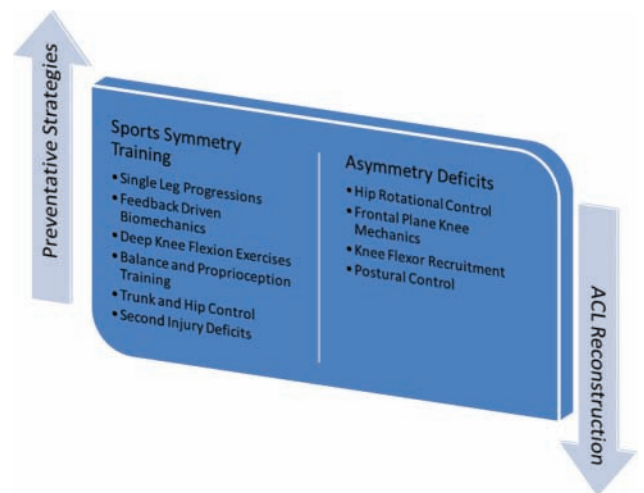 Preventative Strategies
Sports Symmetry
Training
• Single Leg Progressions
• Feedback Driven
Biomechanics
• Deep Knee Flexion Exercises
• Balance and Proprioception
Training
• Trunk and Hip Control
• Second Injury Deficits
Asymmetry Deficits
• Hip Rotational Control
• Frontal Plane Knee
Mechanics
• Knee Flexor Recruitment
• Postural Control
ACL Reconstruction